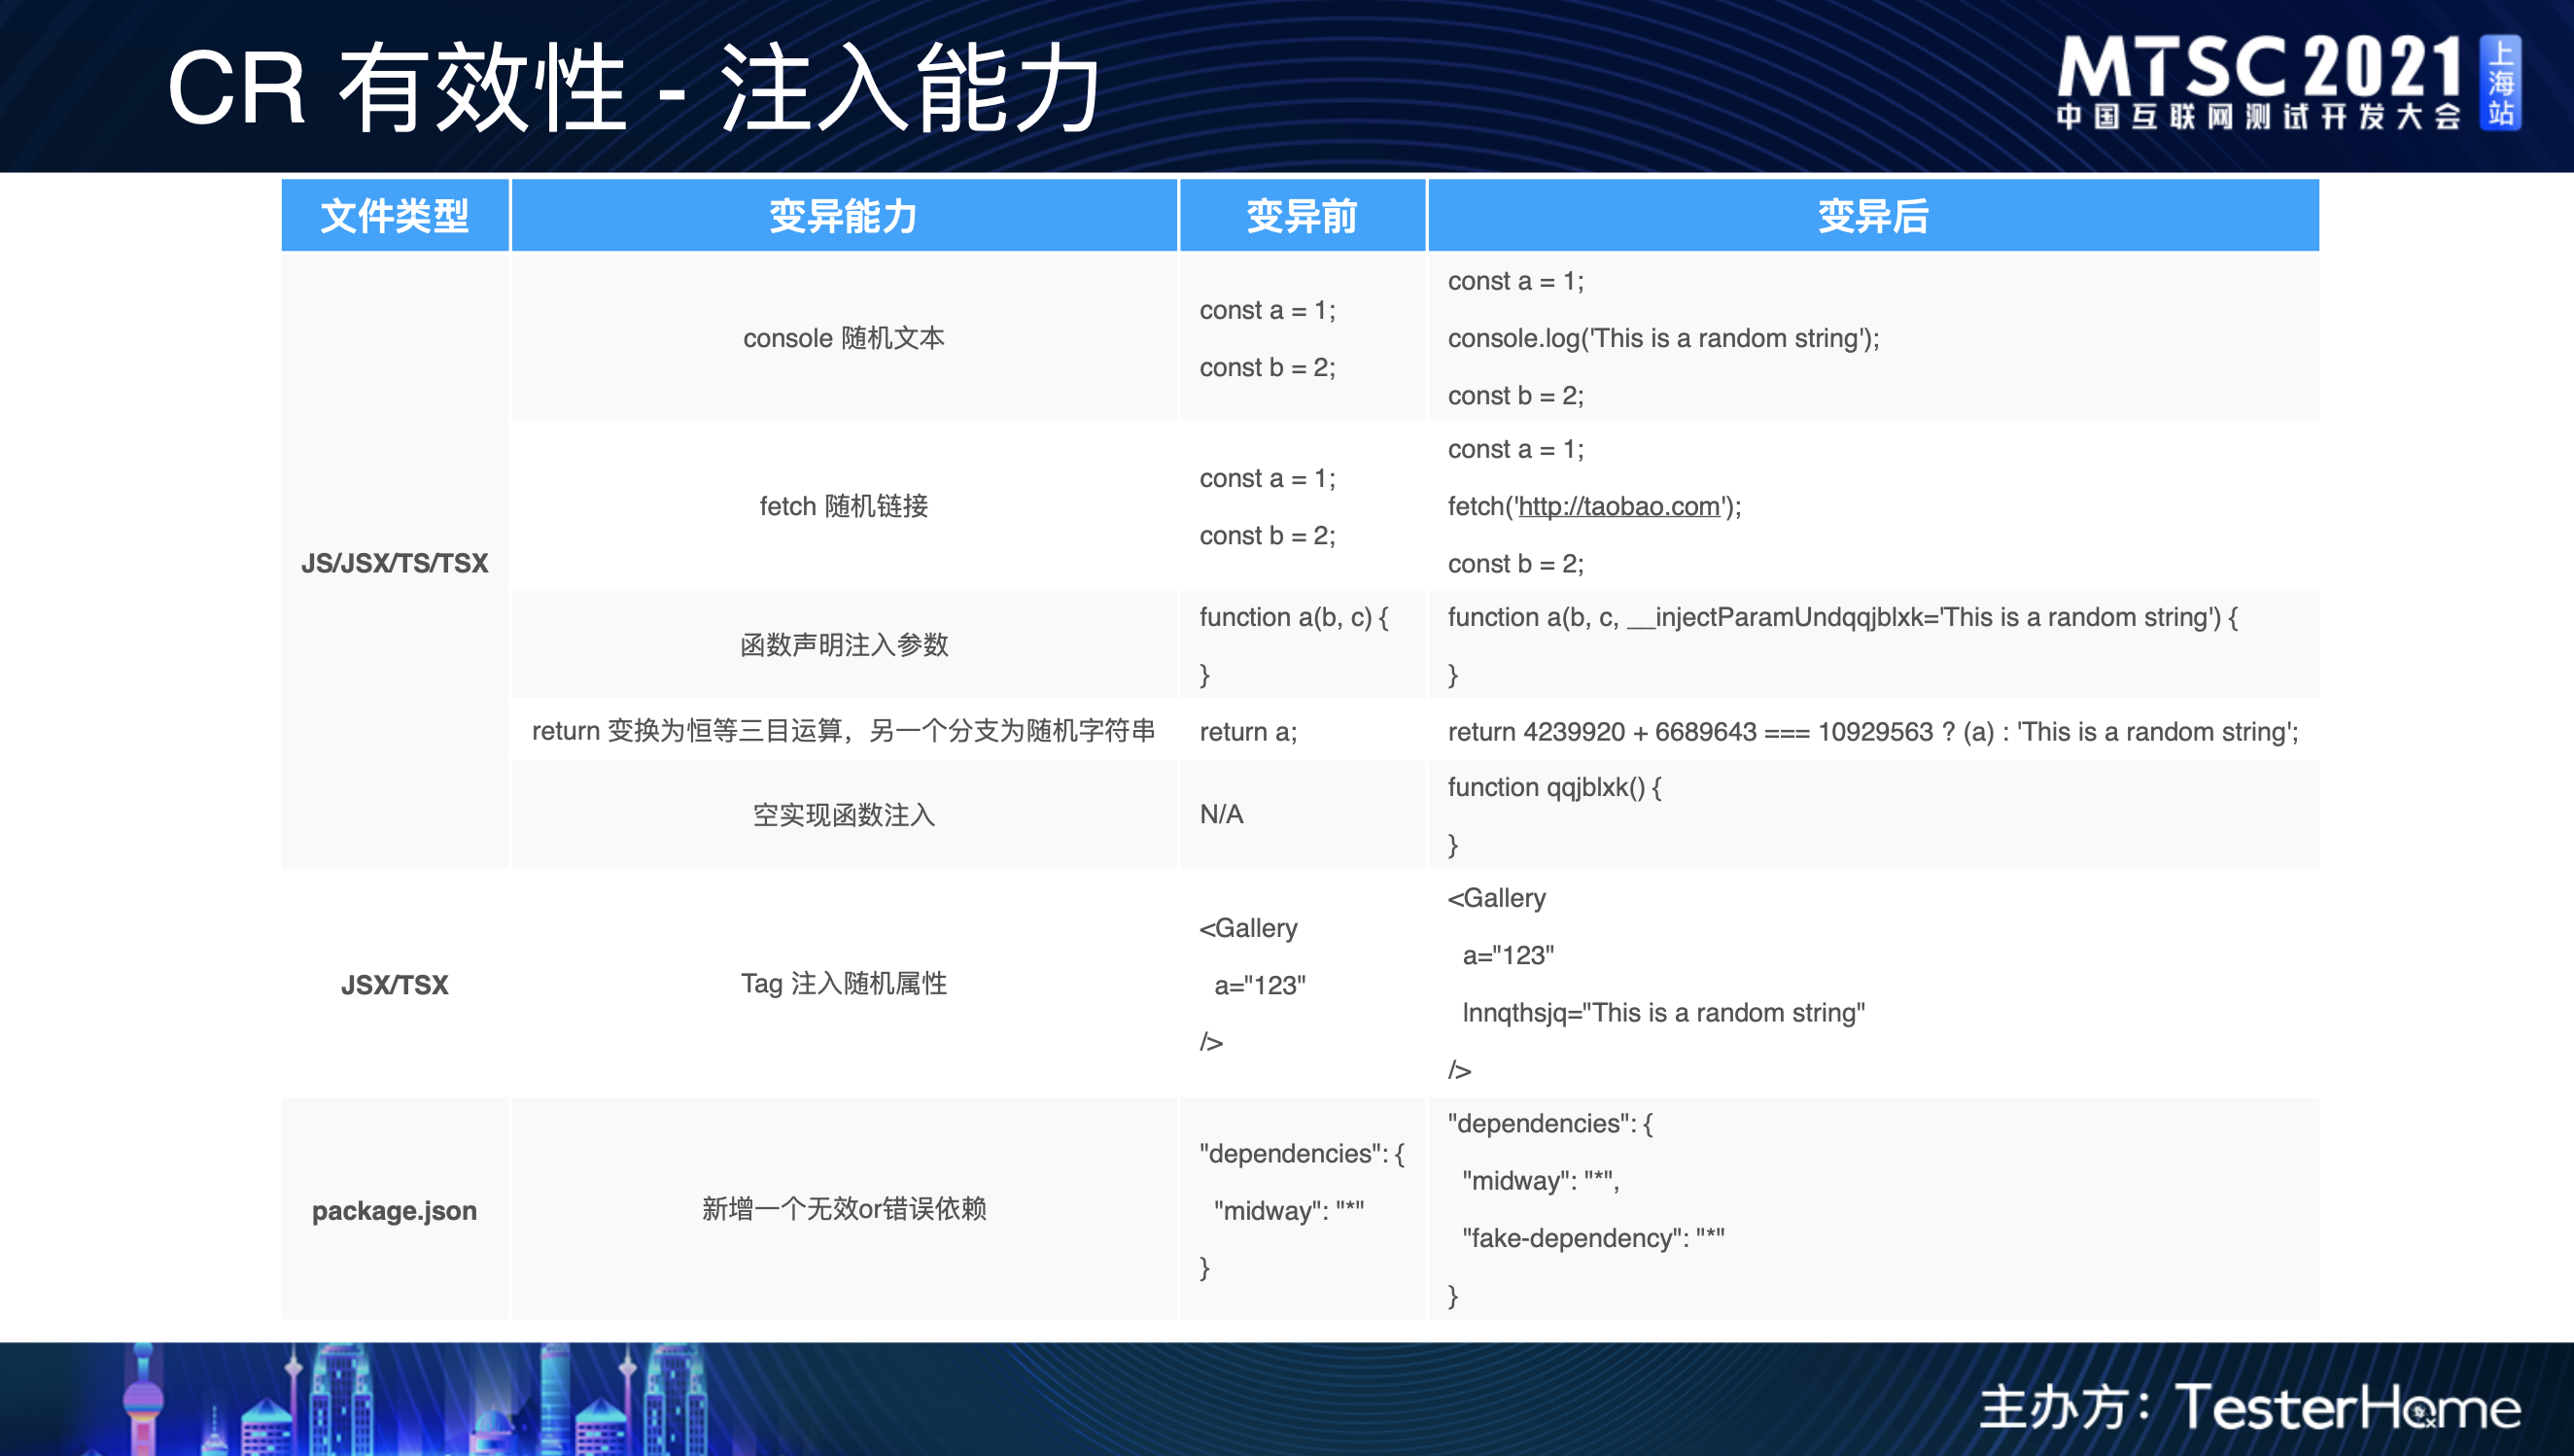 CR 有效性 - 注入能力
MTSC 2021
中国互联网测试开发大会
上海站
文件类型
变异能力
变异前
变异后
JS/JSX/TS/TSX
console 随机文本
const a = 1;
const b = 2;
const a = 1;
console.log('This is a random string');
const b = 2;
fetch 随机链接
const a = 1;
const b = 2;
const a = 1;
fetch('http://taobao.com');
const b = 2;
函数声明注入参数
function a(b, c) {
}
function a(b, c, __injectParamUndqqjblxk='This is a random string') {
}
return 变换为恒等三目运算，另一个分支为随机字符串
return a;
return 4239920 + 6689643 === 10929563 ? (a) : 'This is a random string';
空实现函数注入
N/A
function qqjblxk() {
}
JSX/TSX
Tag 注入随机属性
<Gallery
a="123"
/>
<Gallery
a="123"
lnnqthsjq="This is a random string"
/>
package.json
新增一个无效or错误依赖
"dependencies": {
"midway": "*"
}
"dependencies": {
"midway": "*",
"fake-dependency": "*"
}
主办方：TesterHome